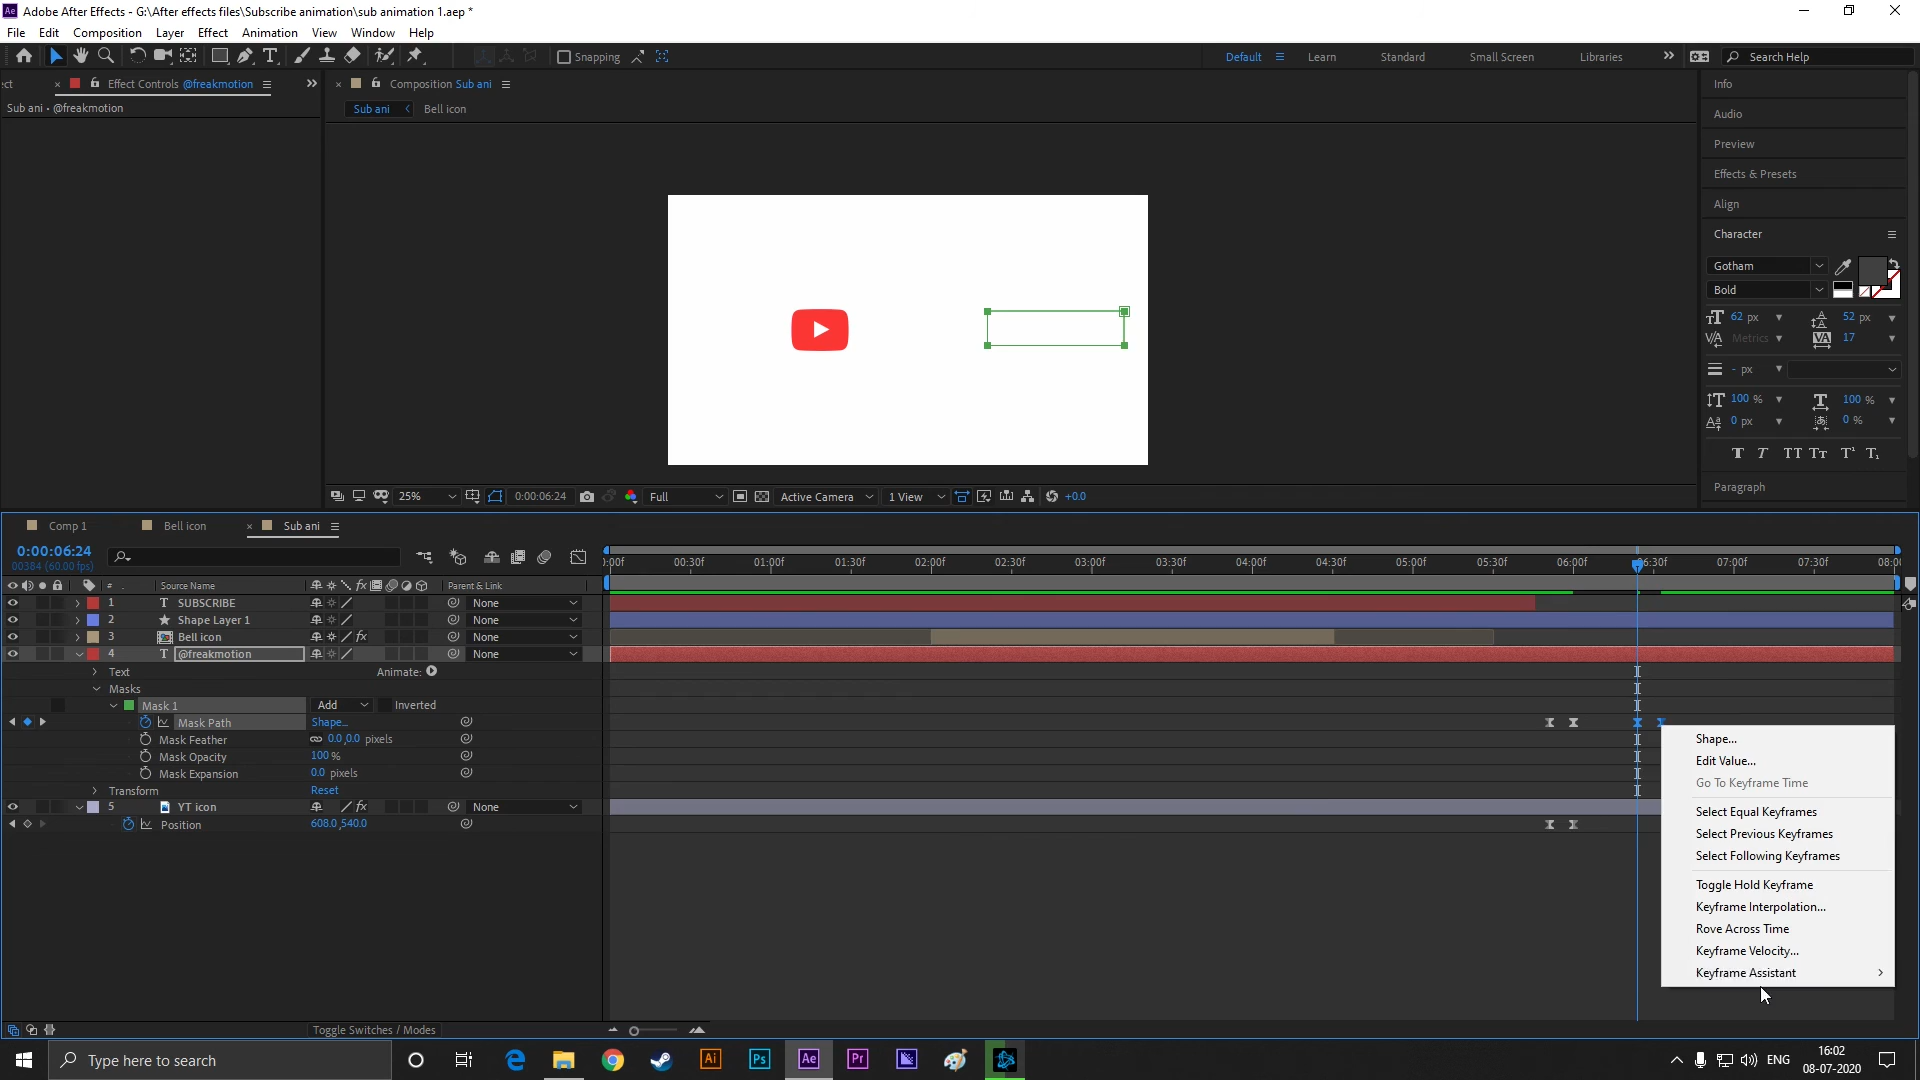 Adobe After Effects - G:\After effects files\Subscribe animation\sub animation 1.aep *
File Edit Composition Layer Effect Animation View Window Help
Snapping
Default Learn Standard Small Screen Libraries Search Help
ect Effect Controls @freakmotion
Composition Sub ani
Sub ani • @freakmotion
Sub ani Bell icon
Info
Audio
Preview
Effects & Presets
Align
Character
Gotham
Bold
62 px 52 px
Metrics 17
- px
100 % 100 %
0 px 0 %
Paragraph
25% 0:00:06:24 Full Active Camera 1 View +0.0
Comp 1 Bell icon Sub ani
0:00:06:24
00384 (60.00 fps)
:00f 00:30f 01:00f 01:30f 02:00f 02:30f 03:00f 03:30f 04:00f 04:30f 05:00f 05:30f 06:00f 06:30f 07:00f 07:30f 08:00
# Source Name Parent & Link
1 SUBSCRIBE None
2 Shape Layer 1 None
3 Bell icon None
4 @freakmotion None
Text Animate:
Masks
Mask 1 Add Inverted
Mask Path Shape...
Mask Feather 0.0,0.0 pixels
Mask Opacity 100 %
Mask Expansion 0.0 pixels
Transform Reset
5 YT icon None
Position 608.0,540.0
Shape...
Edit Value...
Go To Keyframe Time
Select Equal Keyframes
Select Previous Keyframes
Select Following Keyframes
Toggle Hold Keyframe
Keyframe Interpolation...
Rove Across Time
Keyframe Velocity...
Keyframe Assistant
Toggle Switches / Modes
Type here to search
ENG
16:02
08-07-2020